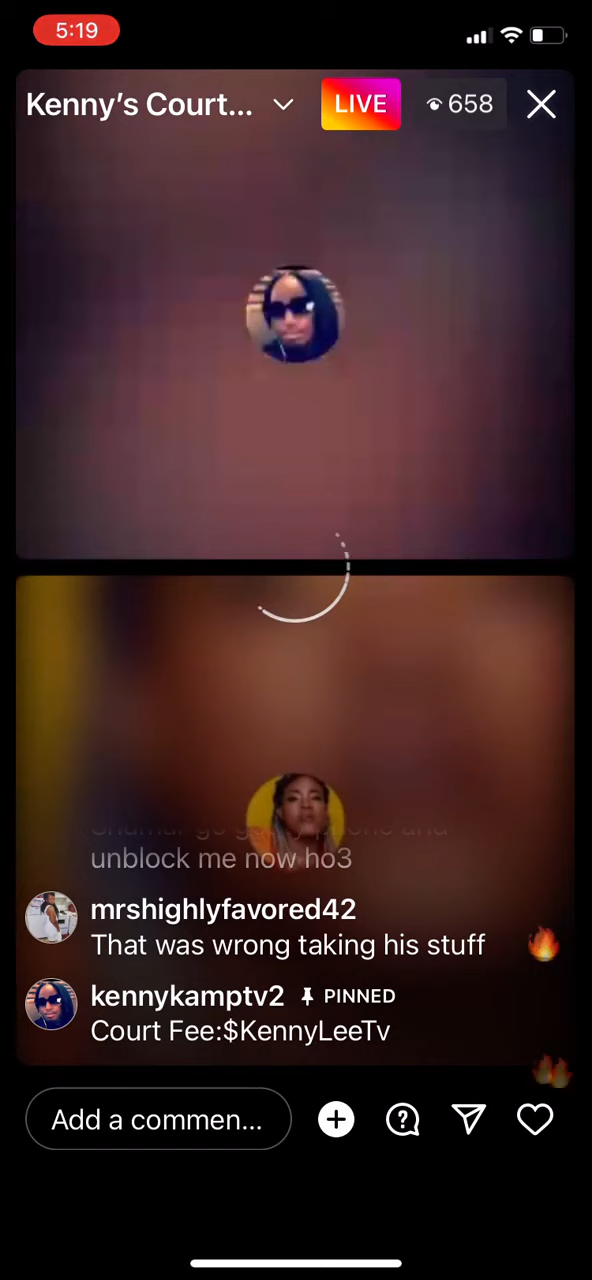 5:19
Kenny’s Court...
LIVE
658
unblock me now ho3
mrshighlyfavored42
That was wrong taking his stuff
kennykamptv2 PINNED
Court Fee:$KennyLeeTv
Add a commen...